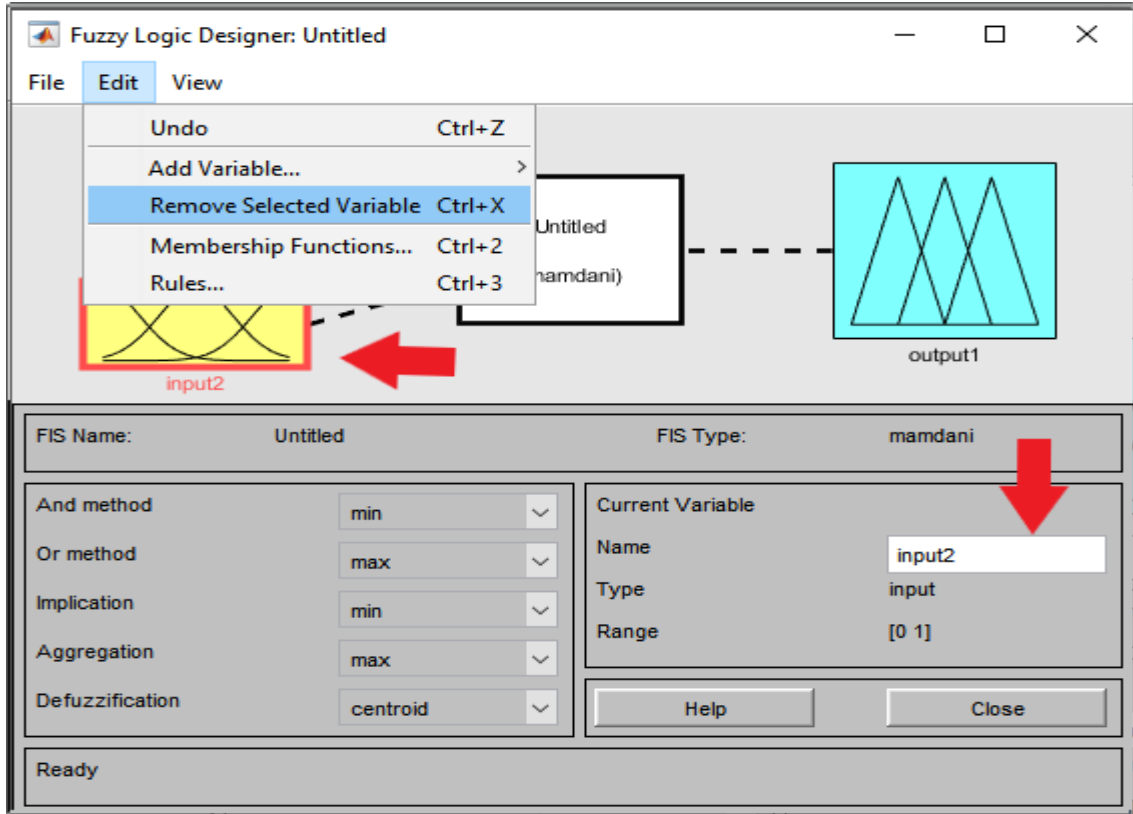 Fuzzy Logic Designer: Untitled
File Edit View
Undo Ctrl+Z
Add Variable... >
Remove Selected Variable Ctrl+X
Membership Functions... Ctrl+2
Rules... Ctrl+3
Untitled
mamdani)
input2
output1
FIS Name: Untitled FIS Type: mamdani
And method min
Or method max
Implication min
Aggregation max
Defuzzification centroid
Current Variable
Name input2
Type input
Range [0 1]
Help Close
Ready